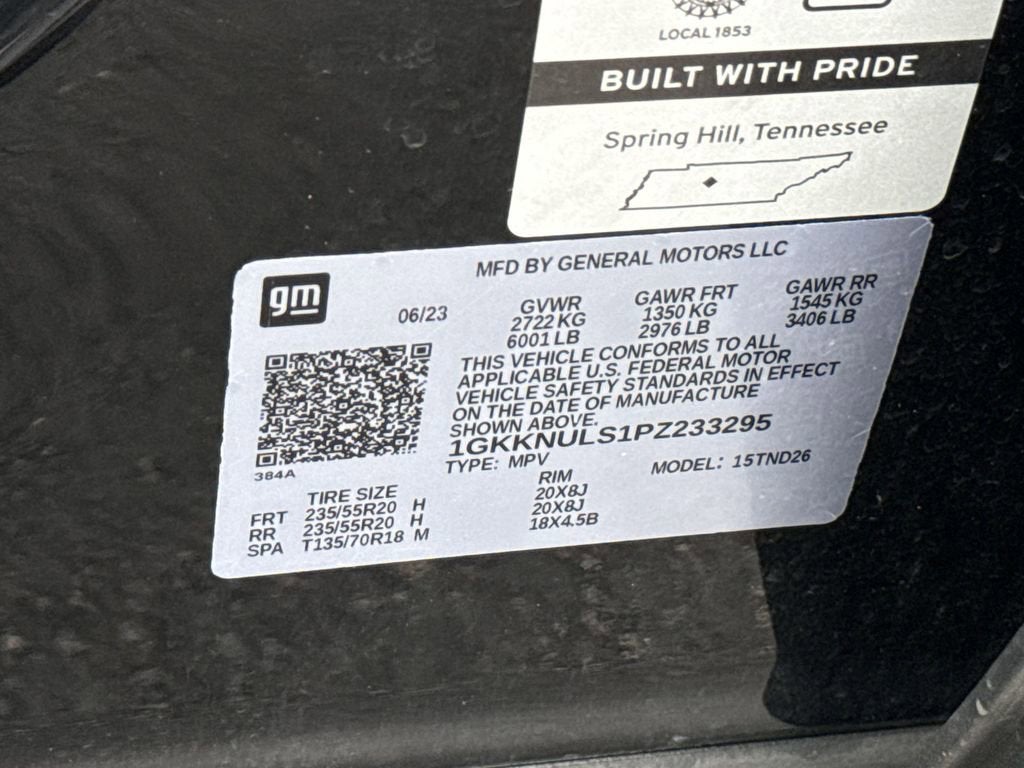 LOCAL 1853
BUILT WITH PRIDE
Spring Hill, Tennessee
gm
MFD BY GENERAL MOTORS LLC
06/23
GVWR
2722 KG
6001 LB
GAWR FRT
1350 KG
2976 LB
GAWR RR
1545 KG
3406 LB
THIS VEHICLE CONFORMS TO ALL
APPLICABLE U.S. FEDERAL MOTOR
VEHICLE SAFETY STANDARDS IN EFFECT
ON THE DATE OF MANUFACTURE
SHOWN ABOVE.
1GKKNULS1PZ233295
TYPE: MPV MODEL: 15TND26
384A
TIRE SIZE RIM
FRT 235/55R20 H 20X8J
RR 235/55R20 H 20X8J
SPA T135/70R18 M 18X4.5B